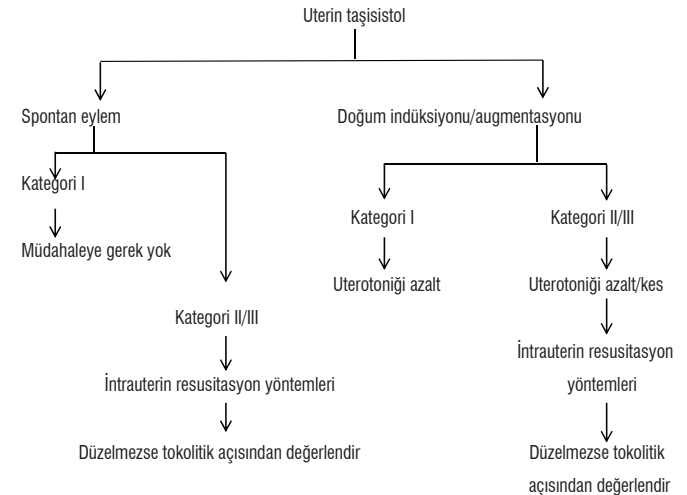 Uterin taşisistol
Spontan eylem
Doğum indüksiyonu/augmentasyonu
Kategori I
Müdahaleye gerek yok
Kategori II/III
İntrauterin resusitasyon yöntemleri
Düzelmezse tokolitik açısından değerlendir
Kategori I
Uterotoniği azalt
Kategori II/III
Uterotoniği azalt/kes
İntrauterin resusitasyon
yöntemleri
Düzelmezse tokolitik
açısından değerlendir